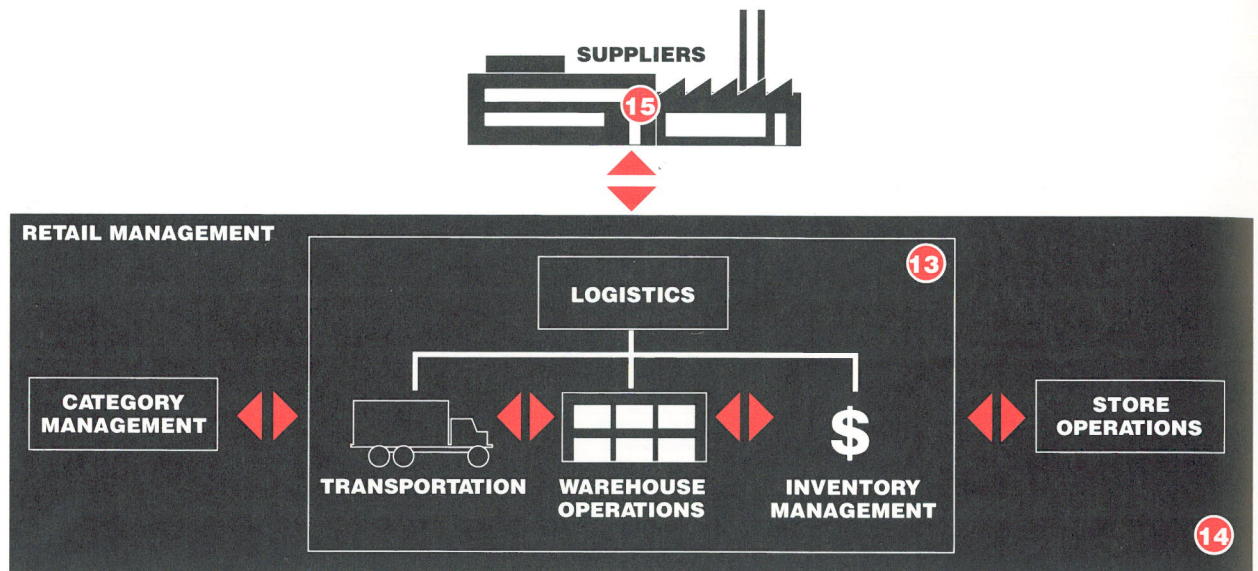 SUPPLIERS
15
RETAIL MANAGEMENT
13
LOGISTICS
CATEGORY
MANAGEMENT
STORE
OPERATIONS
$
TRANSPORTATION
WAREHOUSE
OPERATIONS
INVENTORY
MANAGEMENT
14